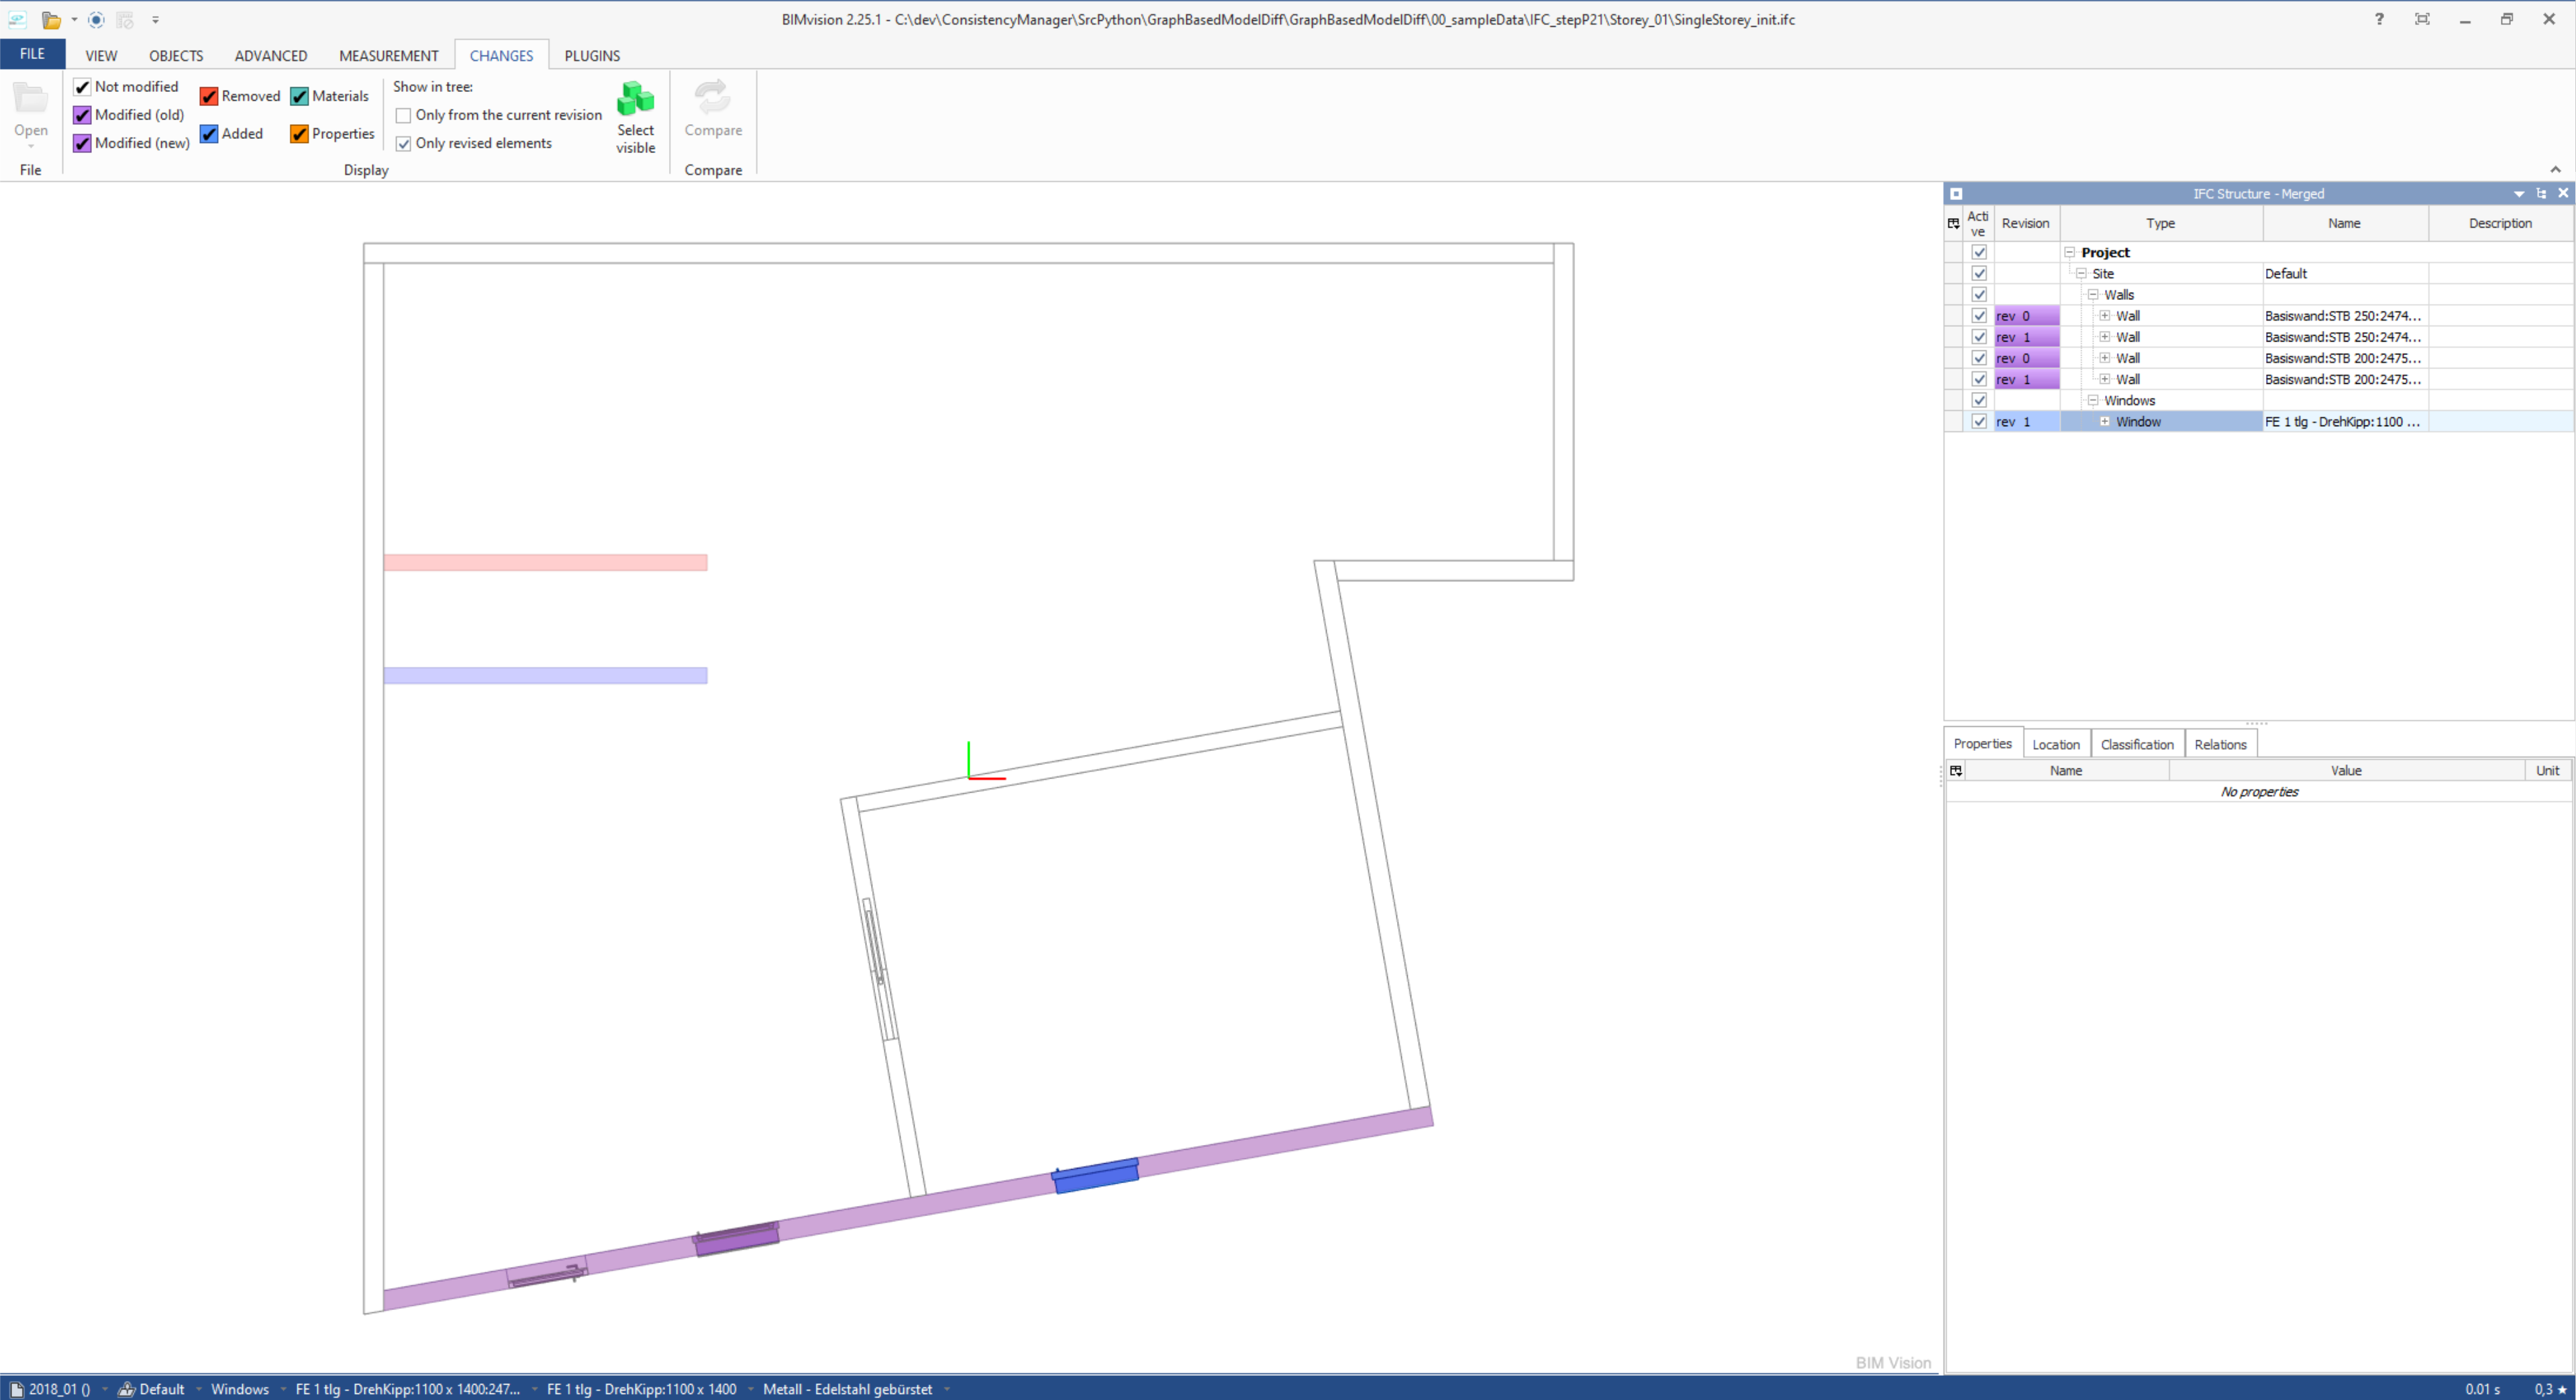 BIMvision 2.25.1 - C:\dev\ConsistencyManager\SrcPython\GraphBasedModelDiff\GraphBasedModelDiff\00_sampleData\IFC_stepP21\Storey_01\SingleStorey_init.ifc
FILE VIEW OBJECTS ADVANCED MEASUREMENT CHANGES PLUGINS
Open
File
Not modified
Modified (old)
Modified (new)
Removed
Added
Materials
Properties
Show in tree:
Only from the current revision
Only revised elements
Select
visible
Display
Compare
Compare
IFC Structure - Merged
Acti
ve
Revision Type Name Description
Project
Site Default
Walls
rev 0 Wall Basiswand:STB 250:2474...
rev 1 Wall Basiswand:STB 250:2474...
rev 0 Wall Basiswand:STB 200:2475...
rev 1 Wall Basiswand:STB 200:2475...
Windows
rev 1 Window FE 1 tlg - DrehKipp:1100 ...
Properties Location Classification Relations
Name Value Unit
No properties
BIM Vision
2018_01 () Default Windows FE 1 tlg - DrehKipp:1100 x 1400:247... FE 1 tlg - DrehKipp:1100 x 1400 Metall - Edelstahl gebürstet 0.01 s 0,3 ★